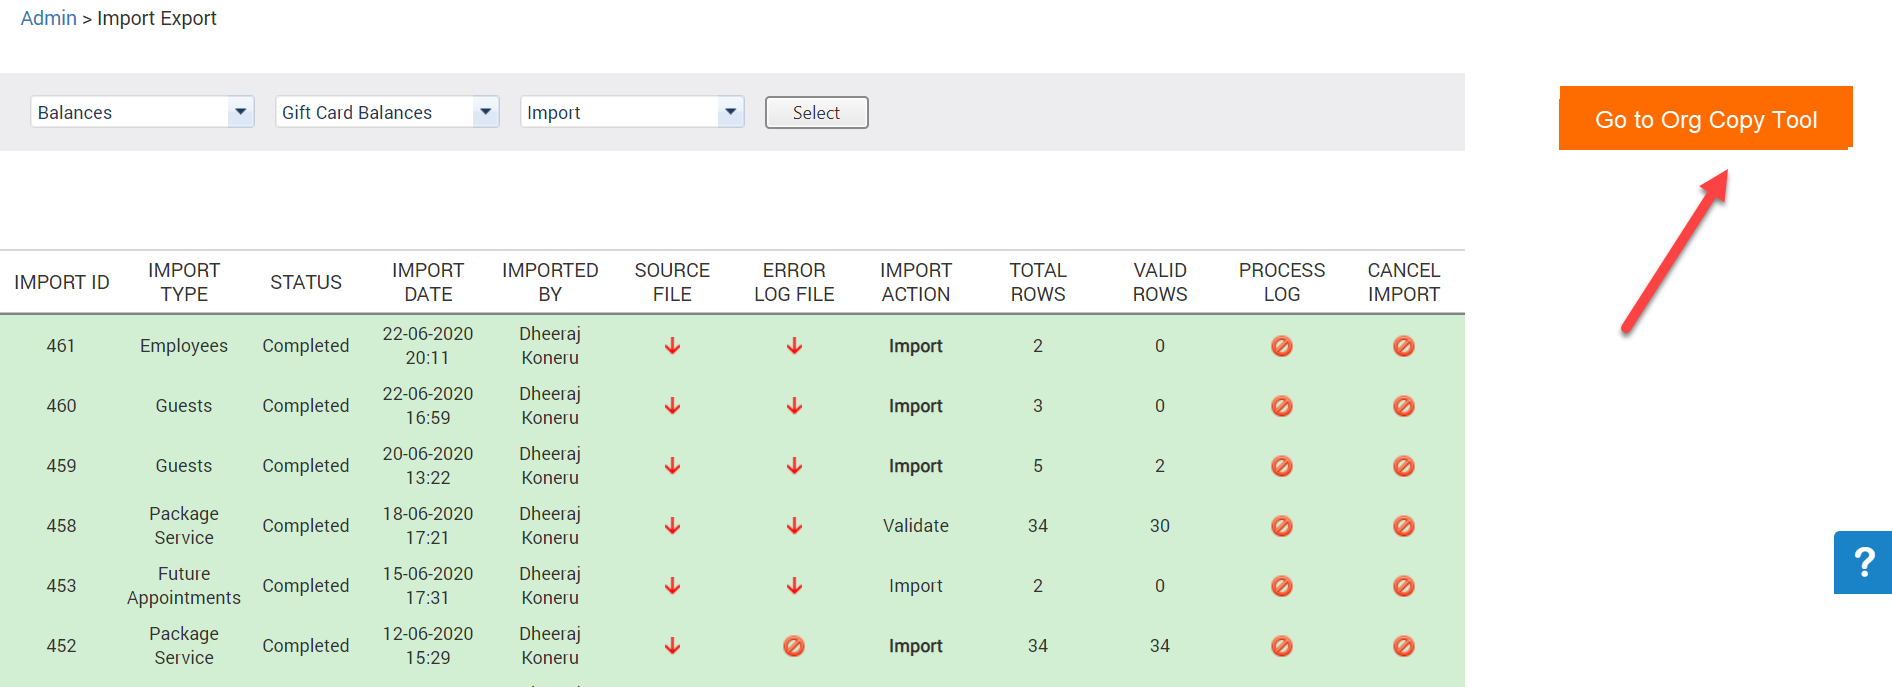 Admin > Import Export
Balances Gift Card Balances Import Select
Go to Org Copy Tool
IMPORT ID IMPORT TYPE STATUS IMPORT DATE IMPORTED BY SOURCE FILE ERROR LOG FILE IMPORT ACTION TOTAL ROWS VALID ROWS PROCESS LOG CANCEL IMPORT
461 Employees Completed 22-06-2020 20:11 Dheeraj Koneru Import 2 0
460 Guests Completed 22-06-2020 16:59 Dheeraj Koneru Import 3 0
459 Guests Completed 20-06-2020 13:22 Dheeraj Koneru Import 5 2
458 Package Service Completed 18-06-2020 17:21 Dheeraj Koneru Validate 34 30
453 Future Appointments Completed 15-06-2020 17:31 Dheeraj Koneru Import 2 0
452 Package Service Completed 12-06-2020 15:29 Dheeraj Koneru Import 34 34
?